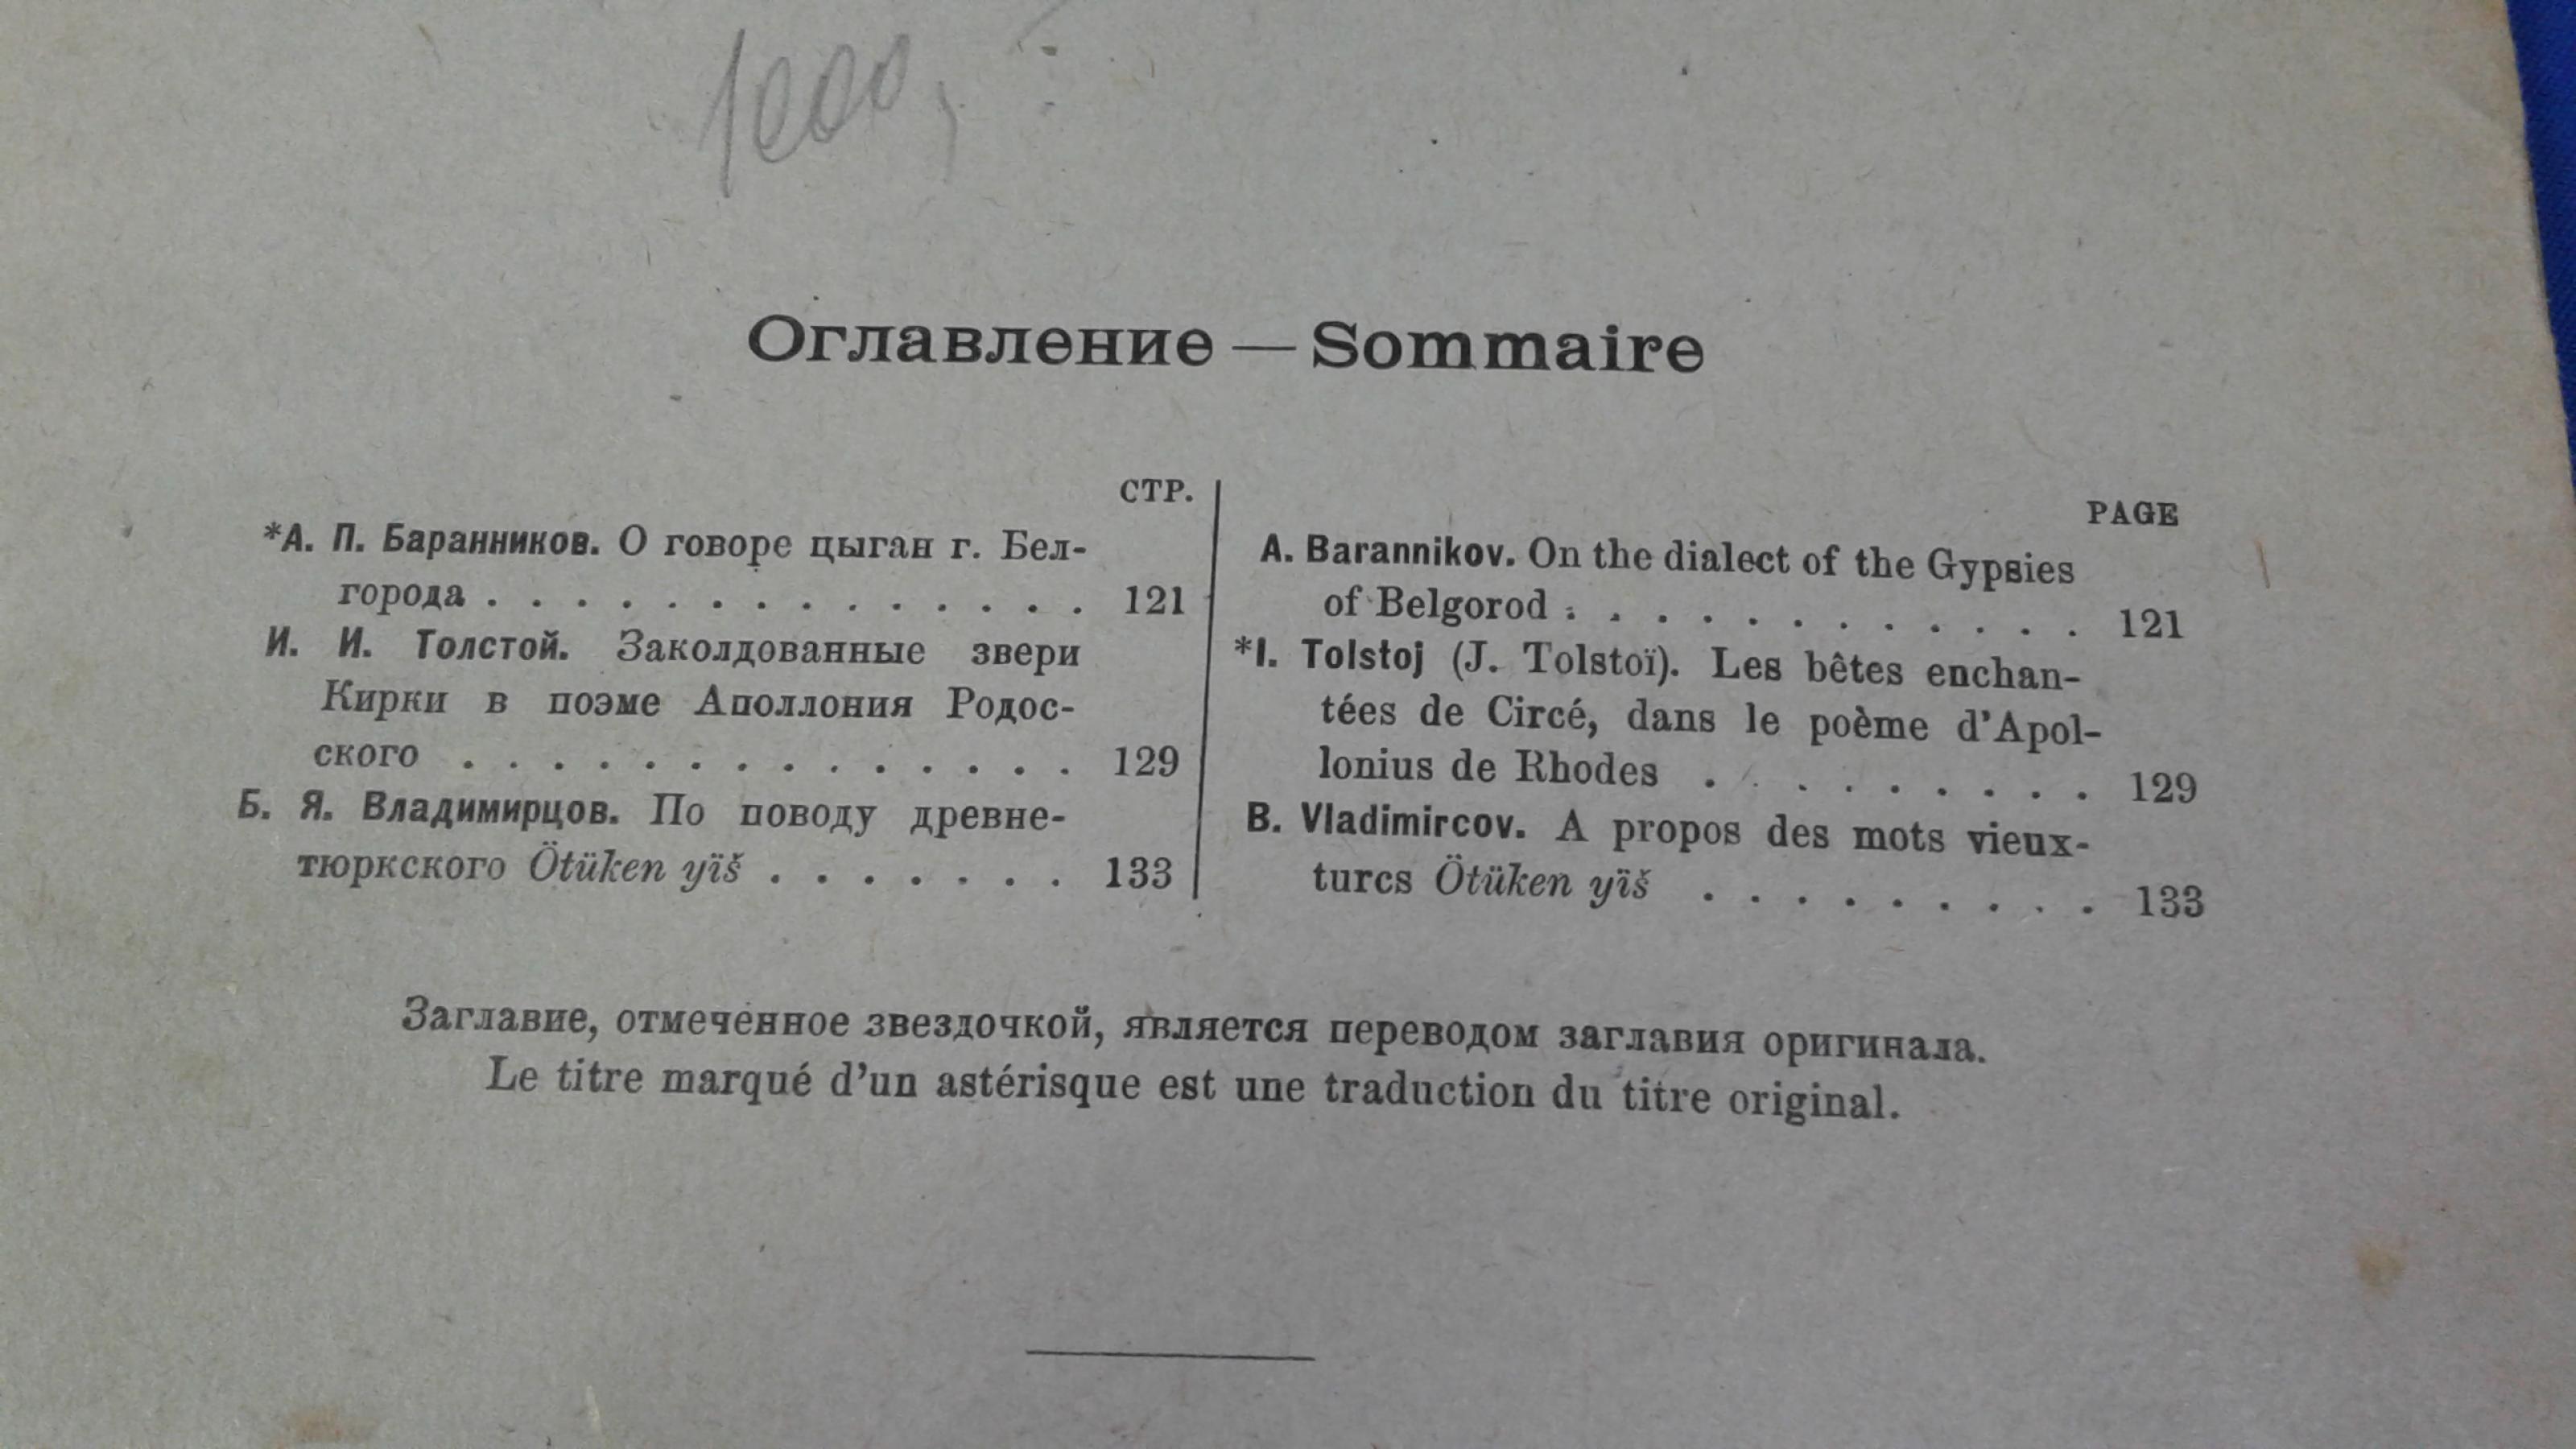 1000,
Оглавление — Sommaire
СТР.
*А. П. Баранников. О говоре цыган г. Бел-
города . . . . . . . . . . . . . . 121
И. И. Толстой. Заколдованные звери
Кирки в поэме Аполлония Родос-
ского . . . . . . . . . . . . . . 129
Б. Я. Владимирцов. По поводу древне-
тюркского Ötüken yïš . . . . . . . 133
PAGE
A. Barannikov. On the dialect of the Gypsies
of Belgorod . . . . . . . . . . . . 121
*I. Tolstoj (J. Tolstoï). Les bêtes enchan-
tées de Circé, dans le poème d'Apol-
lonius de Rhodes . . . . . . . . . 129
B. Vladimircov. A propos des mots vieux-
turcs Ötüken yïš . . . . . . . . . 133
Заглавие, отмеченное звездочкой, является переводом заглавия оригинала.
Le titre marqué d'un astérisque est une traduction du titre original.